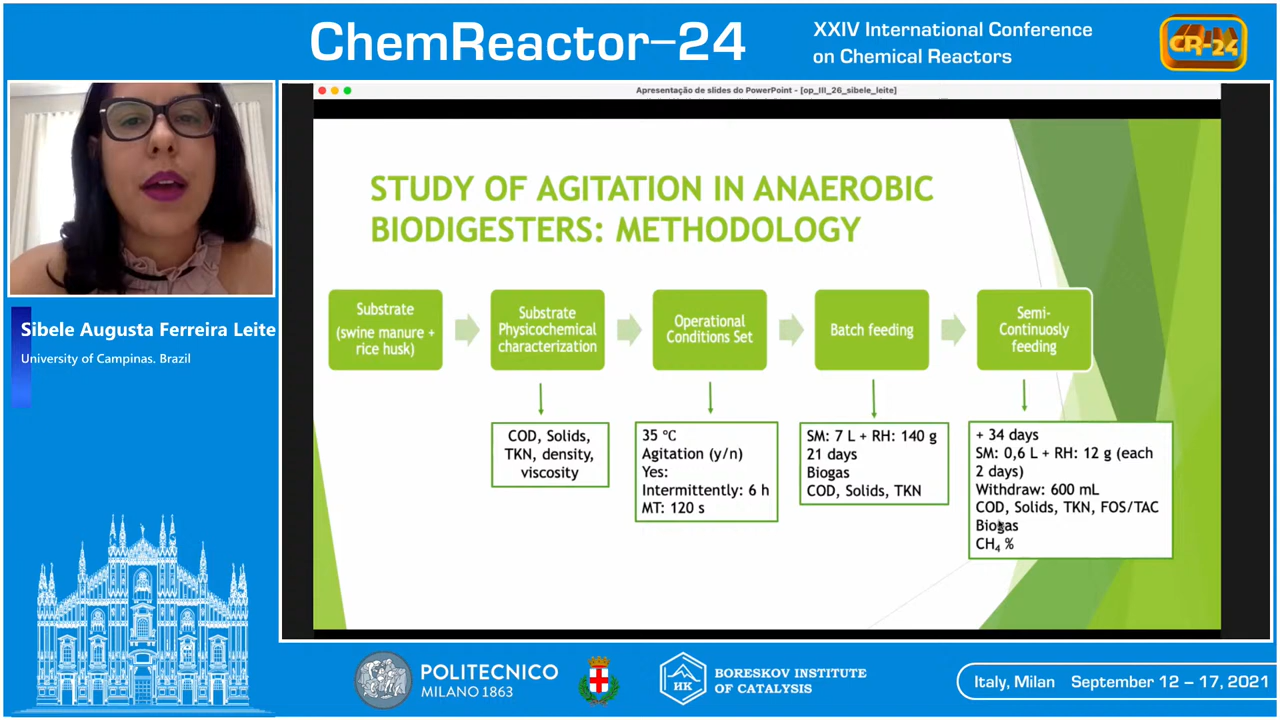 ChemReactor-24
XXIV International Conference
on Chemical Reactors
CR-24
Apresentação de slides do PowerPoint - [op_III_26_sibele_leite]
STUDY OF AGITATION IN ANAEROBIC
BIODIGESTERS: METHODOLOGY
Substrate
(swine manure +
rice husk)
Substrate
Physicochemical
characterization
Operational
Conditions Set
Batch feeding
Semi-
Continuosly
feeding
COD, Solids,
TKN, density,
viscosity
35 °C
Agitation (y/n)
Yes:
Intermittently: 6 h
MT: 120 s
SM: 7 L + RH: 140 g
21 days
Biogas
COD, Solids, TKN
+ 34 days
SM: 0,6 L + RH: 12 g (each
2 days)
Withdraw: 600 mL
COD, Solids, TKN, FOS/TAC
Biogas
CH₄ %
Sibele Augusta Ferreira Leite
University of Campinas. Brazil
POLITECNICO
MILANO 1863
НК
BORESKOV INSTITUTE
OF CATALYSIS
Italy, Milan September 12 – 17, 2021